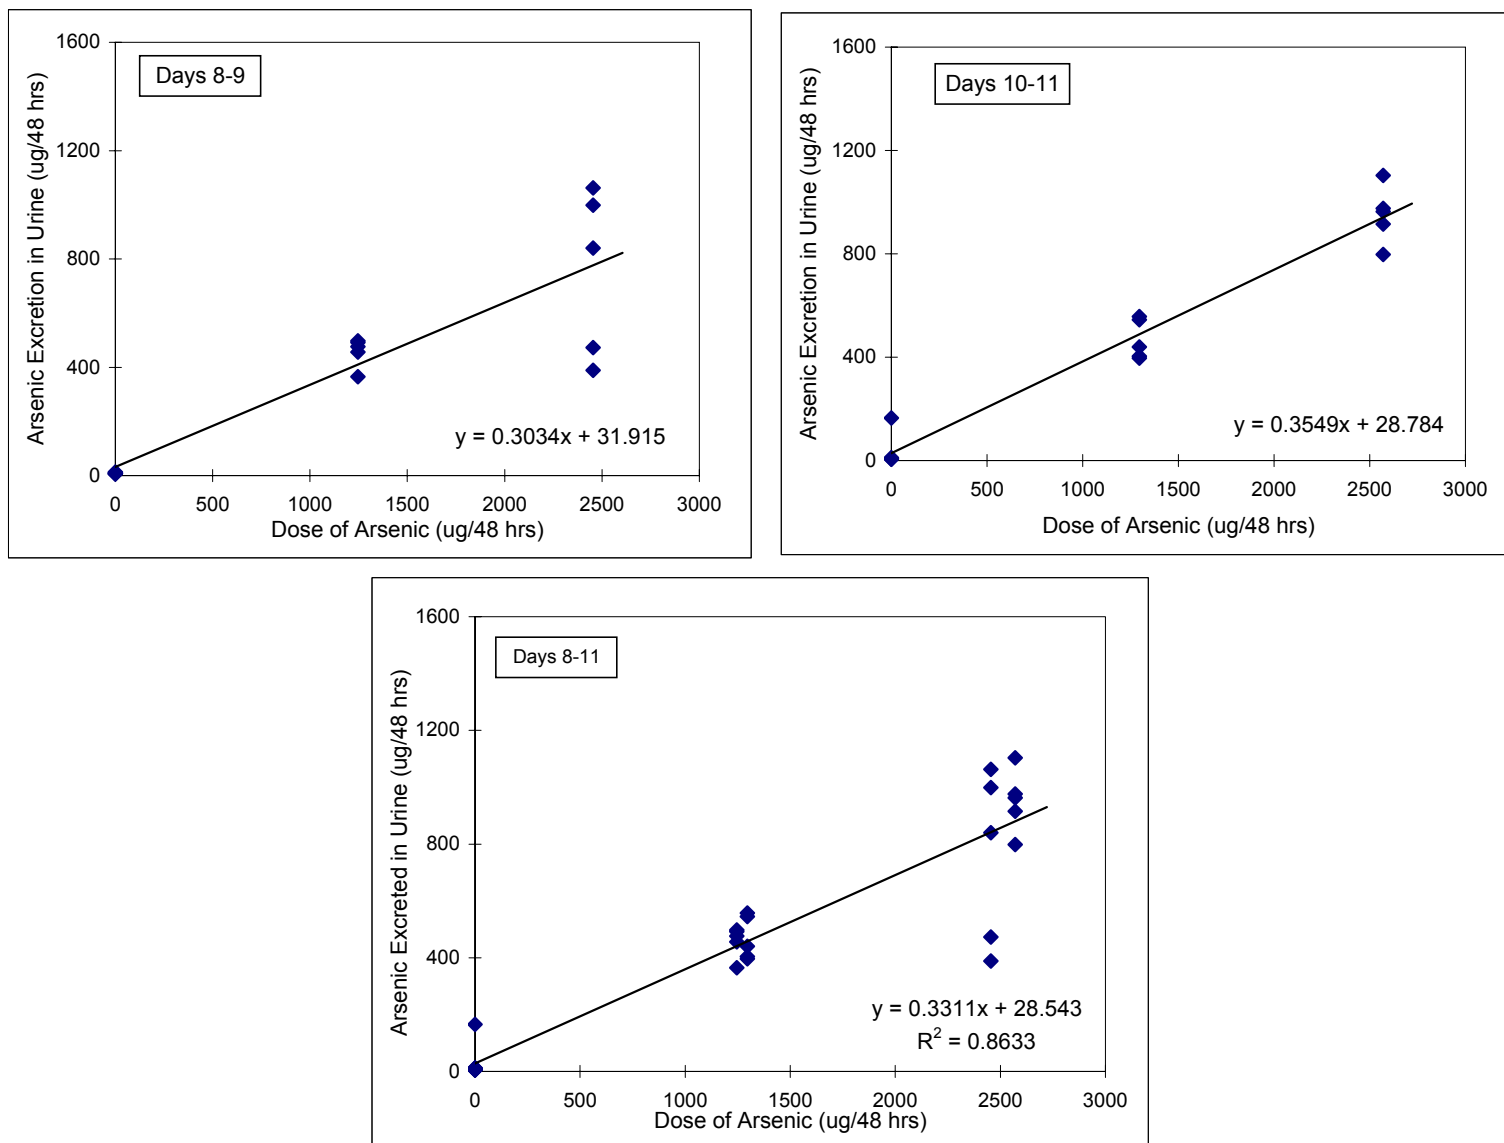 Days 8-9
Arsenic Excretion in Urine (ug/48 hrs)
1600
1200
800
400
0
y = 0.3034x + 31.915
0 500 1000 1500 2000 2500 3000
Dose of Arsenic (ug/48 hrs)
Days 10-11
Arsenic Excretion in Urine (ug/48 hrs)
1600
1200
800
400
0
y = 0.3549x + 28.784
0 500 1000 1500 2000 2500 3000
Dose of Arsenic (ug/48 hrs)
Days 8-11
Arsenic Excreted in Urine (ug/48 hrs)
1600
1200
800
400
0
y = 0.3311x + 28.543
R² = 0.8633
0 500 1000 1500 2000 2500 3000
Dose of Arsenic (ug/48 hrs)